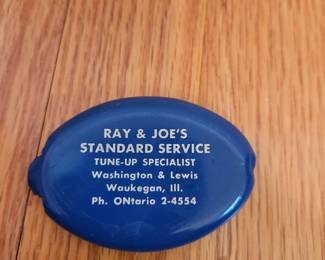 RAY & JOE'S
STANDARD SERVICE
TUNE-UP SPECIALIST
Washington & Lewis
Waukegan, Ill.
Ph. ONtario 2-4554